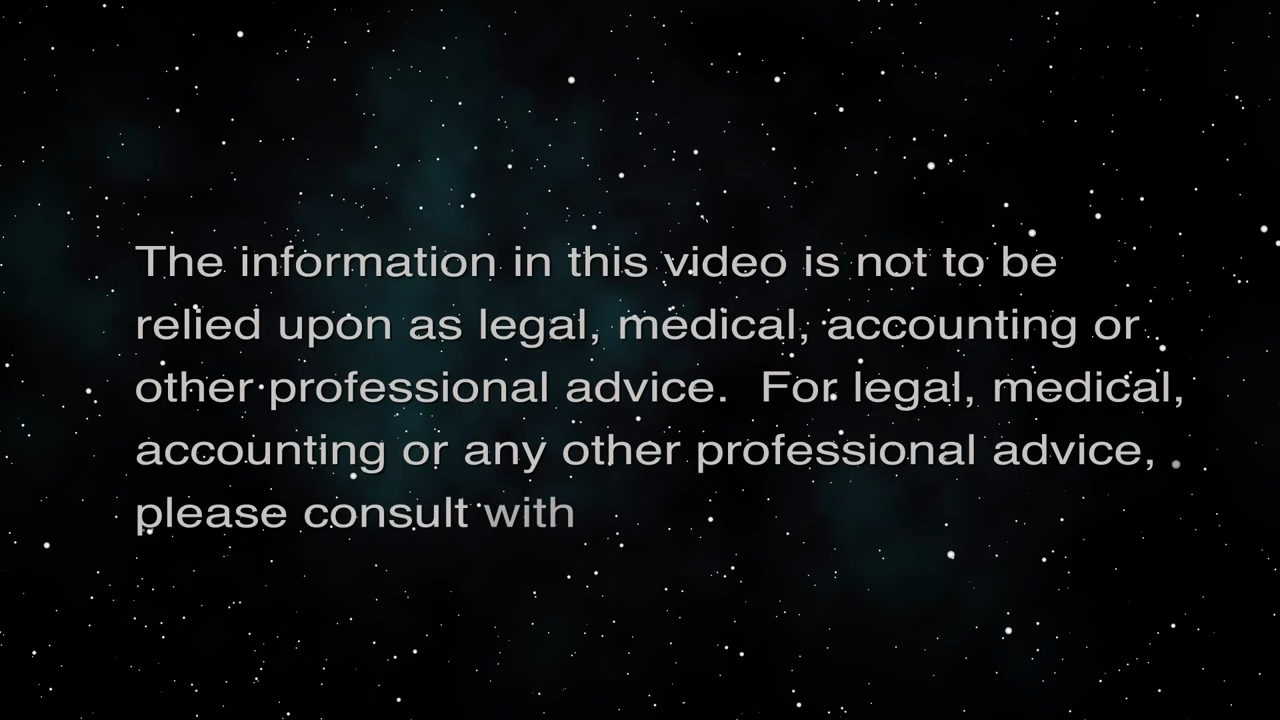 The information in this video is not to be
relied upon as legal, medical, accounting or
other professional advice.  For legal, medical,
accounting or any other professional advice,
please consult with